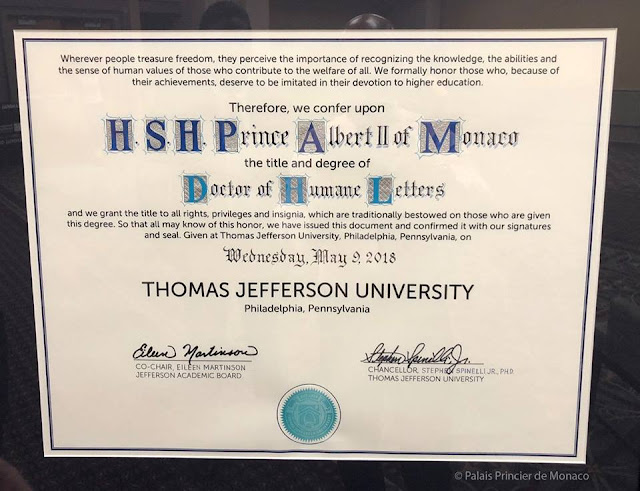 Wherever people treasure freedom, they perceive the importance of recognizing the knowledge, the abilities and
the sense of human values of those who contribute to the welfare of all. We formally honor those who, because of
their achievements, deserve to be imitated in their devotion to higher education.
Therefore, we confer upon
H.S.H. Prince Albert II of Monaco
the title and degree of
Doctor of Humane Letters
and we grant the title to all rights, privileges and insignia, which are traditionally bestowed on those who are given
this degree. So that all may know of this honor, we have issued this document and confirmed it with our signatures
and seal. Given at Thomas Jefferson University, Philadelphia, Pennsylvania, on
Wednesday, May 9, 2018
THOMAS JEFFERSON UNIVERSITY
Philadelphia, Pennsylvania
Eileen Martinson
CO-CHAIR, EILEEN MARTINSON
JEFFERSON ACADEMIC BOARD
Stephen Spinelli Jr.
CHANCELLOR, STEPHEN SPINELLI JR., PH.D.
THOMAS JEFFERSON UNIVERSITY
© Palais Princier de Monaco